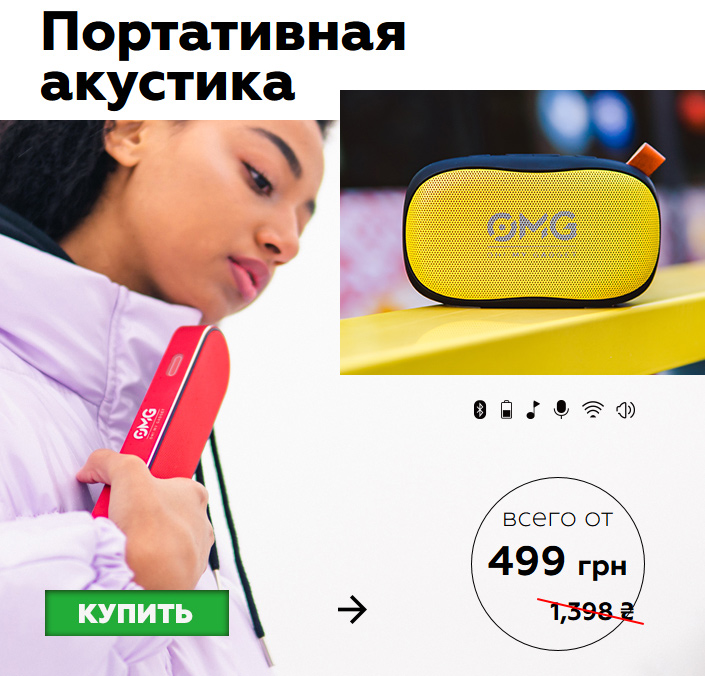 Портативная
акустика
OMG
OMG
всего от
499 грн
1,398 ₴
КУПИТЬ